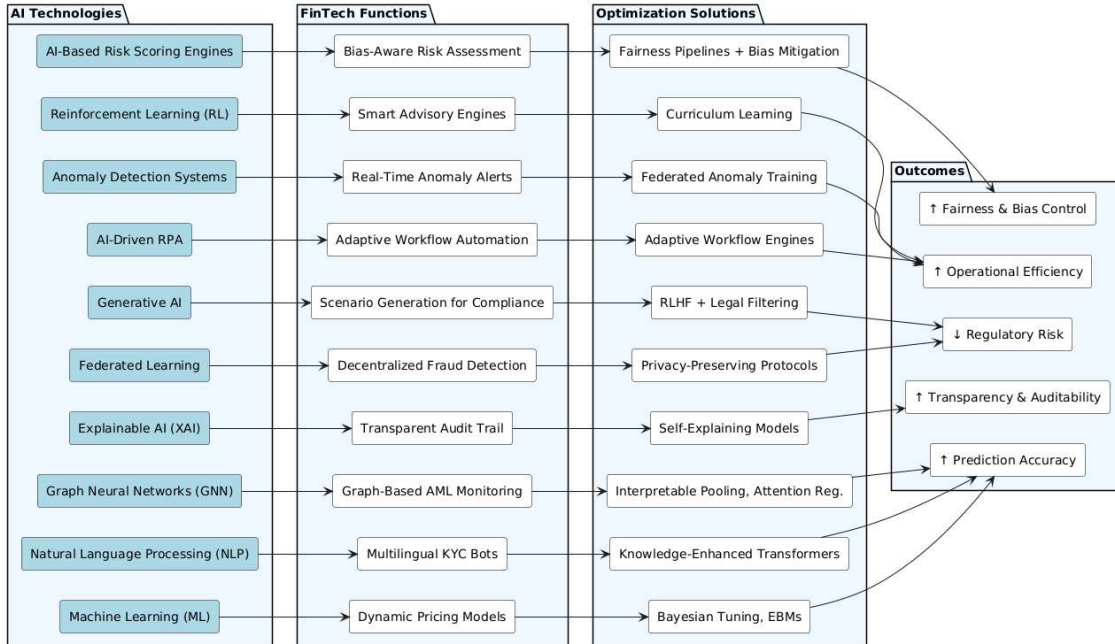 AI Technologies
FinTech Functions
Optimization Solutions
AI-Based Risk Scoring Engines
Bias-Aware Risk Assessment
Fairness Pipelines + Bias Mitigation
Reinforcement Learning (RL)
Smart Advisory Engines
Curriculum Learning
Anomaly Detection Systems
Real-Time Anomaly Alerts
Federated Anomaly Training
AI-Driven RPA
Adaptive Workflow Automation
Adaptive Workflow Engines
Generative AI
Scenario Generation for Compliance
RLHF + Legal Filtering
Federated Learning
Decentralized Fraud Detection
Privacy-Preserving Protocols
Explainable AI (XAI)
Transparent Audit Trail
Self-Explaining Models
Graph Neural Networks (GNN)
Graph-Based AML Monitoring
Interpretable Pooling, Attention Reg.
Natural Language Processing (NLP)
Multilingual KYC Bots
Knowledge-Enhanced Transformers
Machine Learning (ML)
Dynamic Pricing Models
Bayesian Tuning, EBMs
Outcomes
↑ Fairness & Bias Control
↑ Operational Efficiency
↓ Regulatory Risk
↑ Transparency & Auditability
↑ Prediction Accuracy